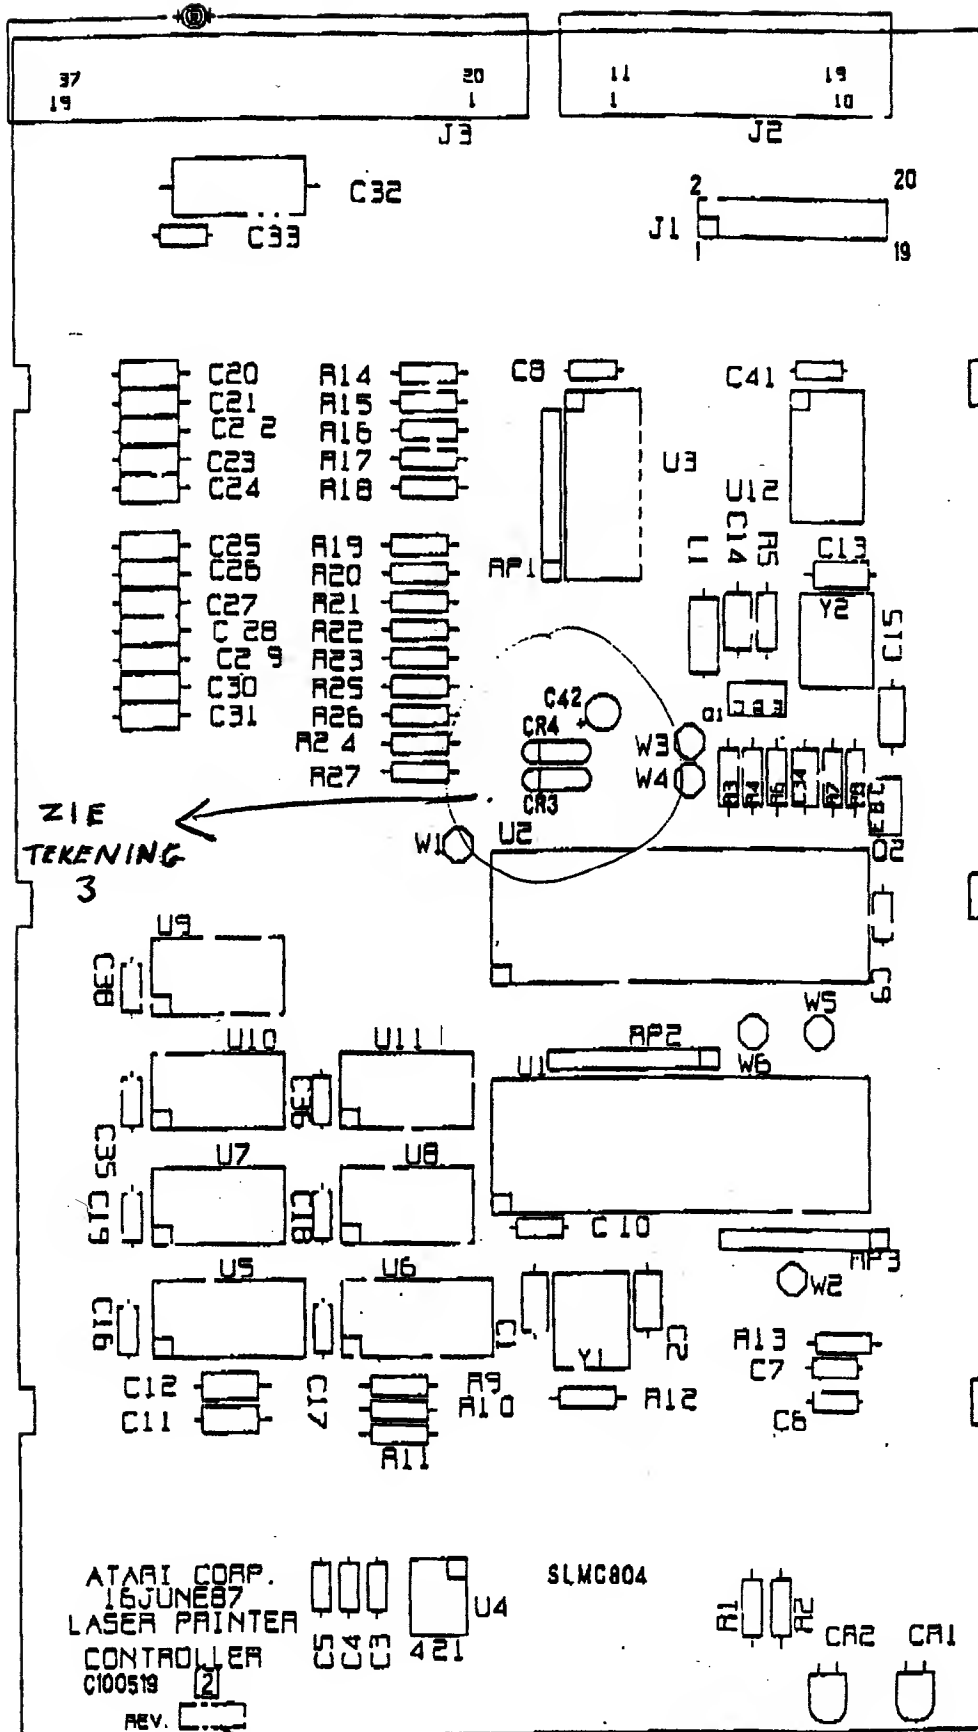 37 20 11 19
19 1 1 10
J3 J2
C32
C33
2 20
J1
1 19
C20 R14 C8 C41
C21 R15
C2 2 R16
C23 R17 U3
C24 R18 U12
C25 R19 L1 C14 R5 C13
C26 R20 RP1
C27 R21 Y2
C 28 R22 C15
C2 9 R23
C30 R25 C42
C31 R26 CR4 Q1
R2 4 W3
R27 W4
CR3 R3 R4 R6 C34 R7 R8
E B C
ZIE
TEKENING
3
W1 U2 Q2
U9
C38 C9
W5
U10 U11 RP2 W6
U1
C36
C35
U7 U8
C19 C18 C 10
RP3
U5 U6 W2
C16 C1 C2
Y1 R13
C12 R9 C7
C11 C17 R10 R12 C6
R11
ATARI CORP.
16JUNE87
LASER PRINTER
CONTROLLER
C100519 2
REV.
C5 C4 C3
U4
421
SLMC804
R1 R2
CR2 CR1